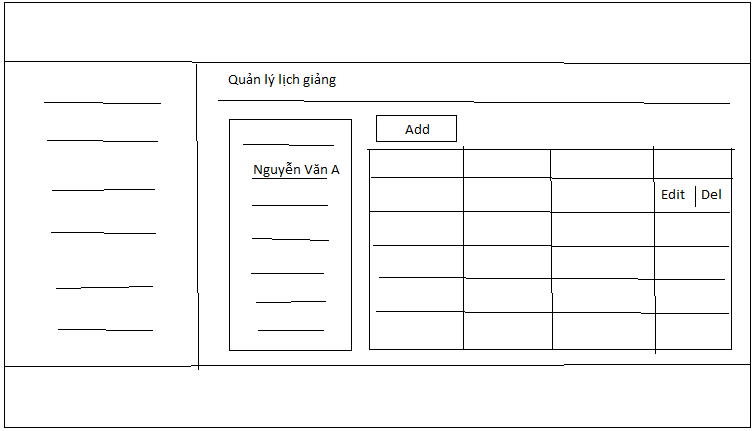 Quản lý lịch giảng
Add
Nguyễn Văn A
Edit Del